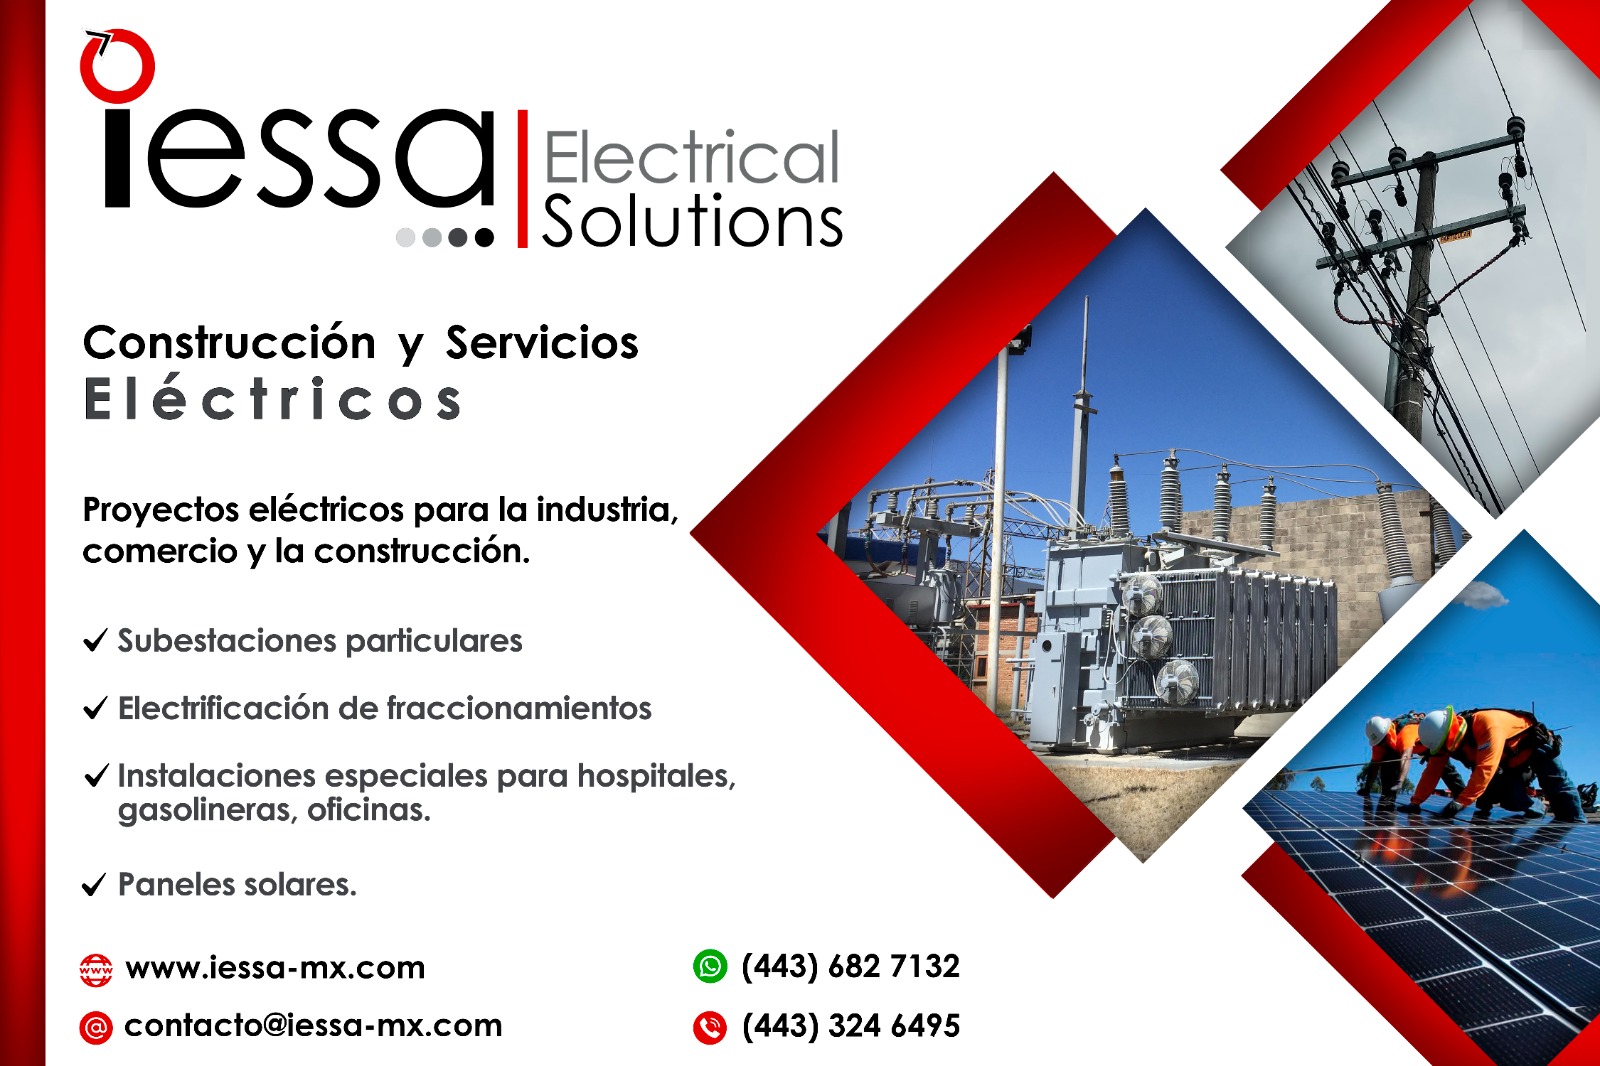 iessa
Electrical
Solutions
Construcción y Servicios
Eléctricos
Proyectos eléctricos para la industria,
comercio y la construcción.
Subestaciones particulares
Electrificación de fraccionamientos
Instalaciones especiales para hospitales,
gasolineras, oficinas.
Paneles solares.
www.iessa-mx.com
(443) 682 7132
contacto@iessa-mx.com
(443) 324 6495